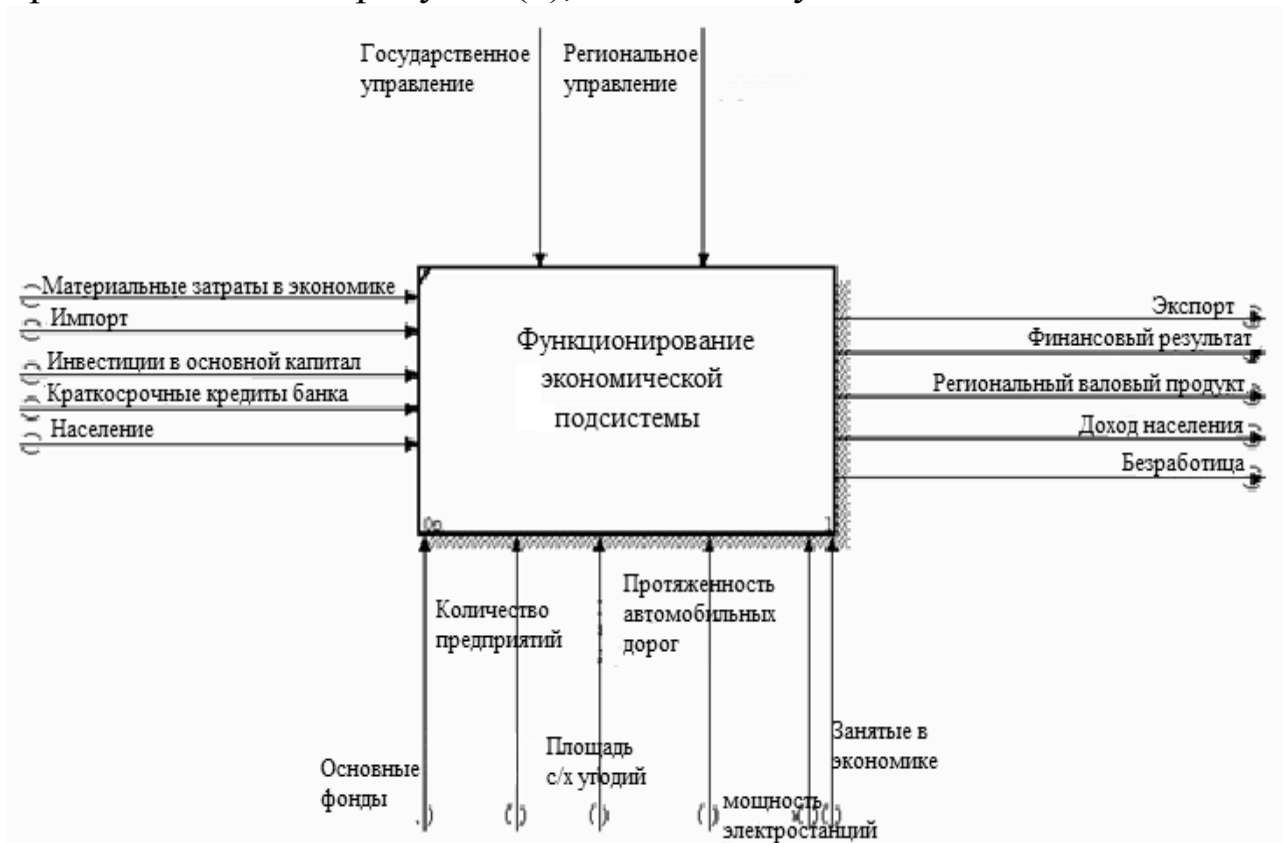 Государственное
управление
Региональное
управление
Материальные затраты в экономике
Импорт
Инвестиции в основной капитал
Краткосрочные кредиты банка
Население
Функционирование
экономической
подсистемы
0р.
1
Экспорт
Финансовый результат
Региональный валовый продукт
Доход населения
Безработица
Количество
предприятий
Протяженность
автомобильных
дорог
Основные
фонды
Площадь
с/х угодий
мощность
электростанций
Занятые в
экономике